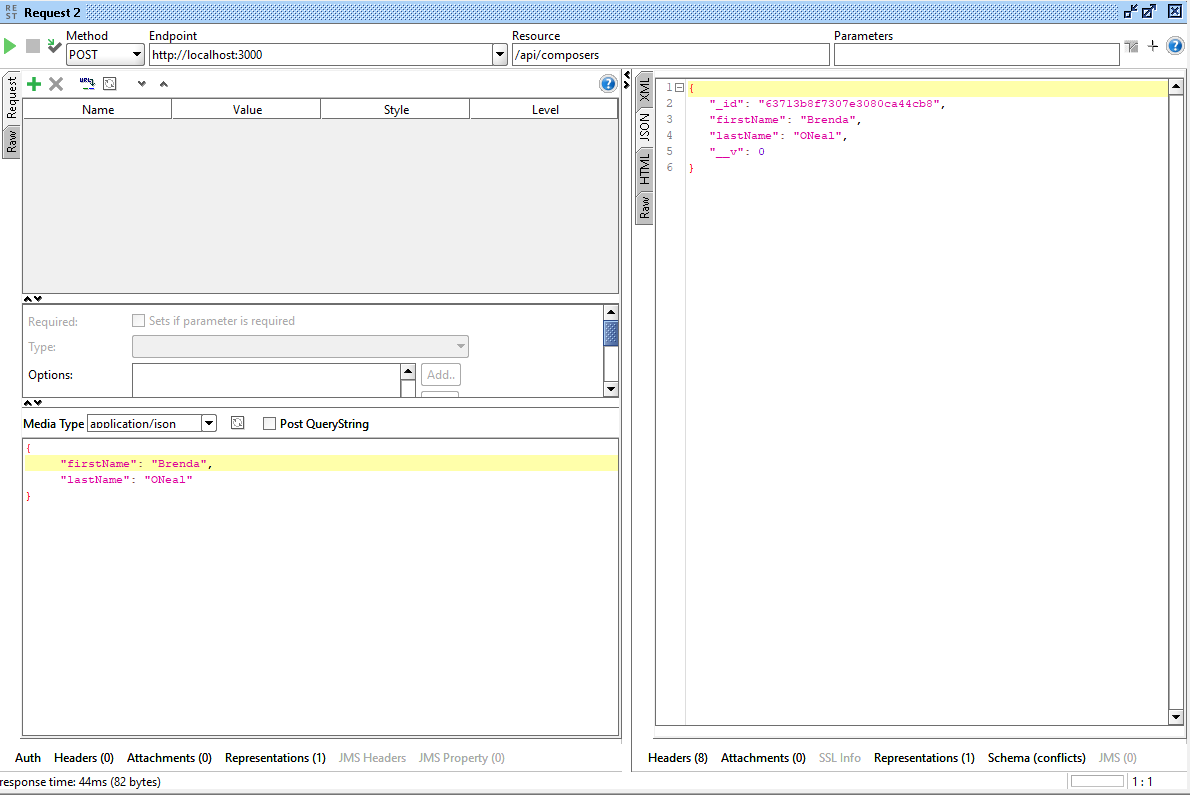 RE
ST
Request 2
Method
Endpoint
Resource
Parameters
POST
http://localhost:3000
/api/composers
Request
Raw
Name
Value
Style
Level
Required:
Sets if parameter is required
Type:
Options:
Add..
Media Type
application/json
Post QueryString
{
"firstName": "Brenda",
"lastName": "ONeal"
}
Auth
Headers (0)
Attachments (0)
Representations (1)
JMS Headers
JMS Property (0)
XML
JSON
HTML
Raw
1 {
2 "_id": "63713b8f7307e3080ca44cb8",
3 "firstName": "Brenda",
4 "lastName": "ONeal",
5 "__v": 0
6 }
Headers (8)
Attachments (0)
SSL Info
Representations (1)
Schema (conflicts)
JMS (0)
response time: 44ms (82 bytes)
1 : 1